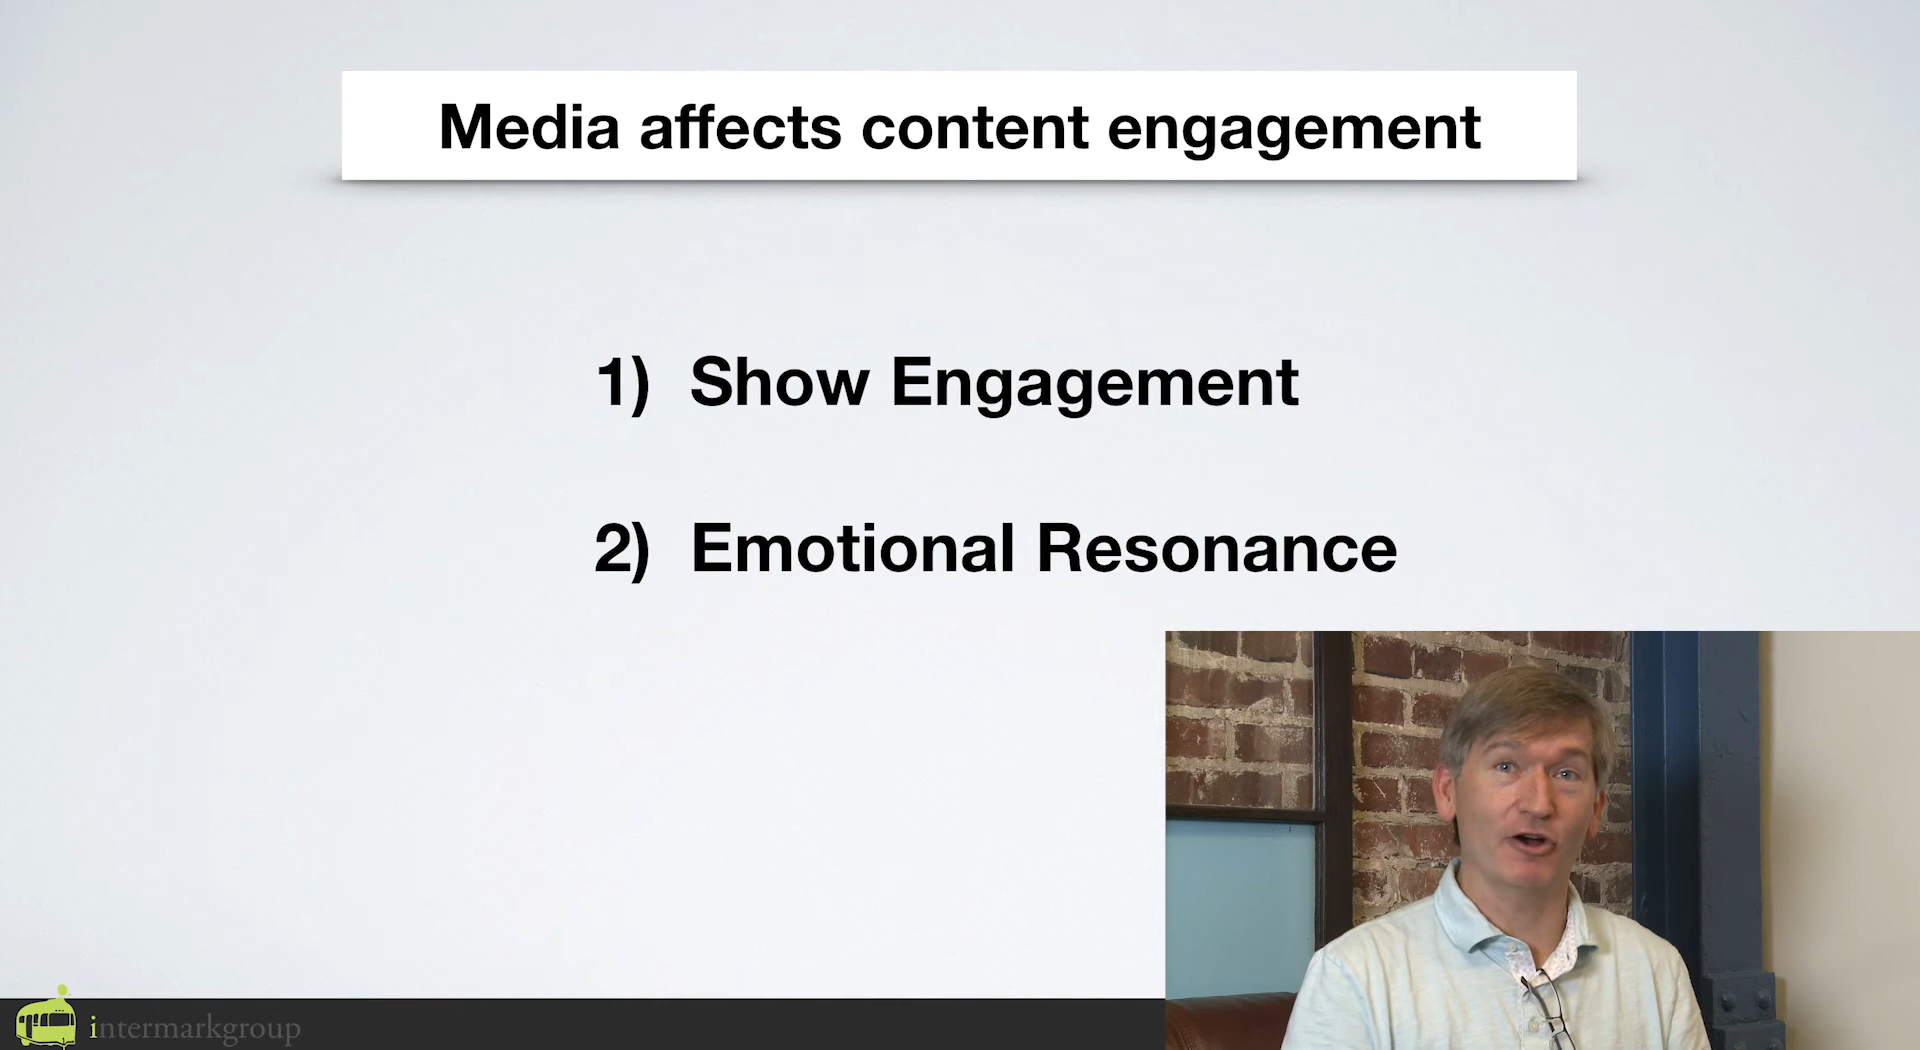 Media affects content engagement
1) Show Engagement
2) Emotional Resonance
intermarkgroup